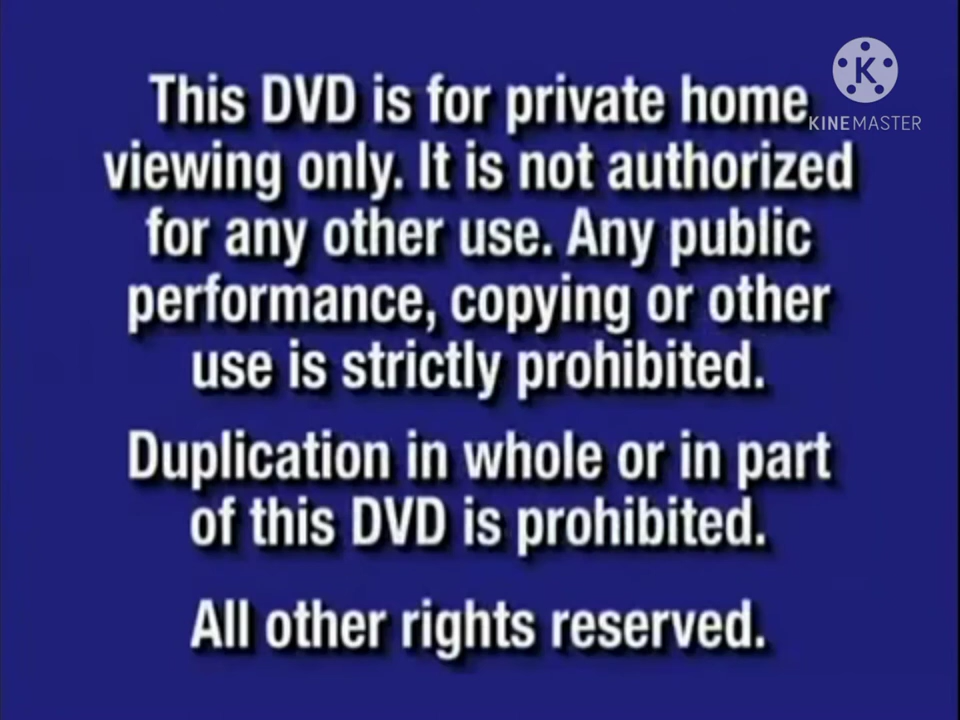 This DVD is for private home
viewing only. It is not authorized
for any other use. Any public
performance, copying or other
use is strictly prohibited.
Duplication in whole or in part
of this DVD is prohibited.
All other rights reserved.
K
KINEMASTER